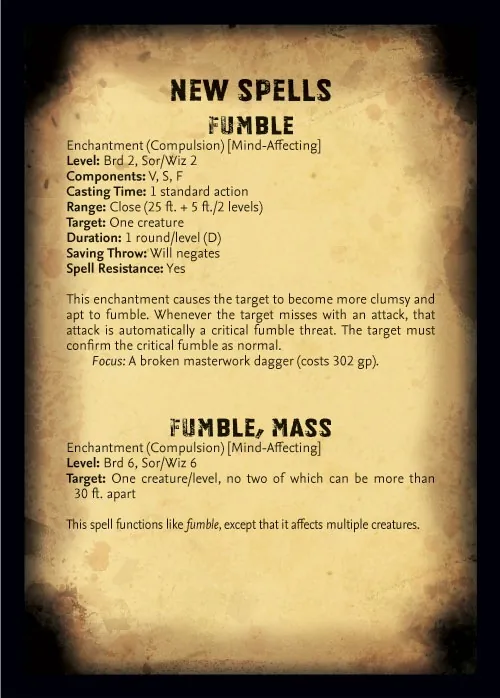 NEW SPELLS
FUMBLE
Enchantment (Compulsion) [Mind-Affecting]
Level: Brd 2, Sor/Wiz 2
Components: V, S, F
Casting Time: 1 standard action
Range: Close (25 ft. + 5 ft./2 levels)
Target: One creature
Duration: 1 round/level (D)
Saving Throw: Will negates
Spell Resistance: Yes
This enchantment causes the target to become more clumsy and
apt to fumble. Whenever the target misses with an attack, that
attack is automatically a critical fumble threat. The target must
confirm the critical fumble as normal.
Focus: A broken masterwork dagger (costs 302 gp).
FUMBLE, MASS
Enchantment (Compulsion) [Mind-Affecting]
Level: Brd 6, Sor/Wiz 6
Target: One creature/level, no two of which can be more than
30 ft. apart
This spell functions like fumble, except that it affects multiple creatures.